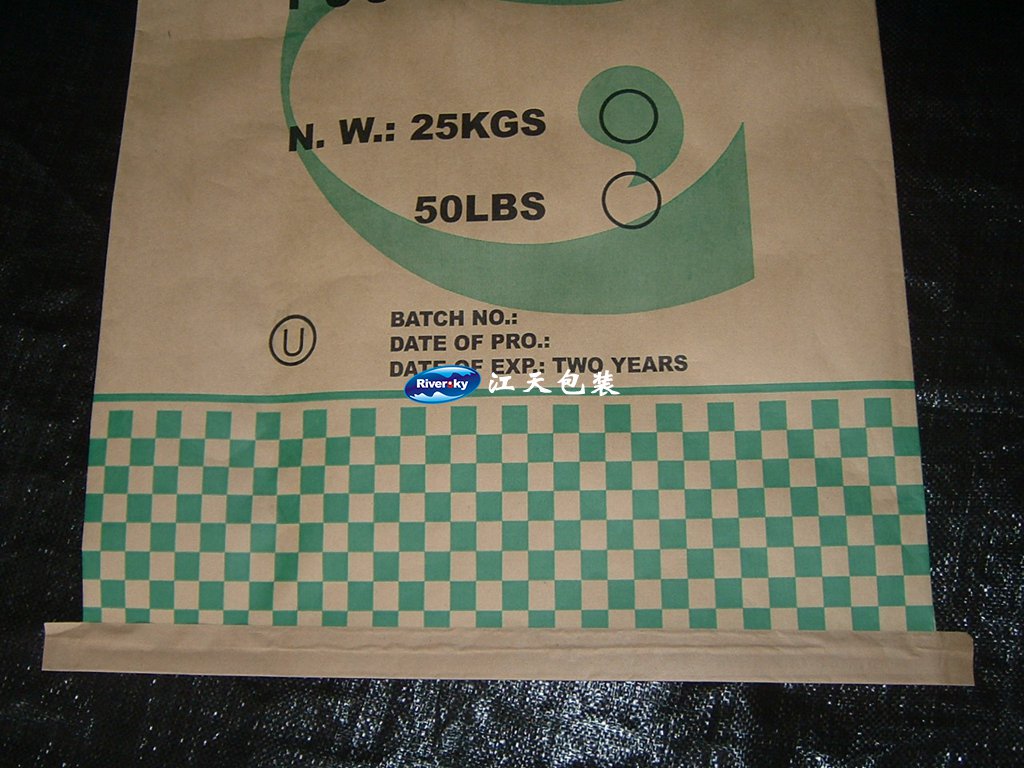 N. W.: 25KGS
50LBS
U
BATCH NO.:
DATE OF PRO.:
DATE OF EXP.: TWO YEARS
Riversky 江天包装